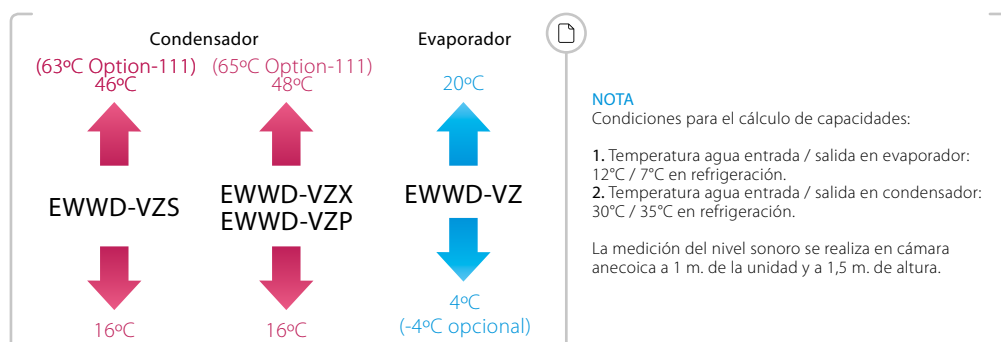 Condensador
Evaporador
(63ºC Option-111)
46ºC
(65ºC Option-111)
48ºC
20ºC
EWWD-VZS
EWWD-VZX
EWWD-VZP
EWWD-VZ
16ºC
16ºC
4ºC
(-4ºC opcional)
NOTA
Condiciones para el cálculo de capacidades:
1. Temperatura agua entrada / salida en evaporador:
12°C / 7°C en refrigeración.
2. Temperatura agua entrada / salida en condensador:
30°C / 35°C en refrigeración.
La medición del nivel sonoro se realiza en cámara
anecoica a 1 m. de la unidad y a 1,5 m. de altura.